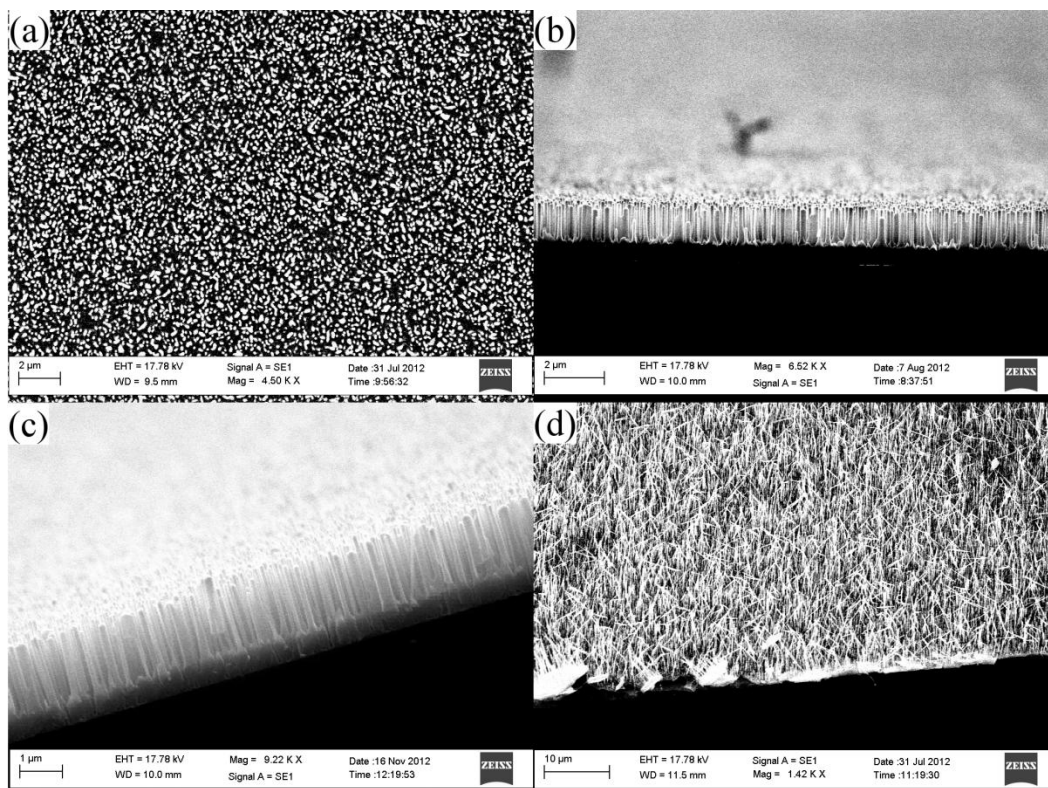 (a)
2 µm
EHT = 17.78 kV
WD = 9.5 mm
Signal A = SE1
Mag = 4.50 K X
Date :31 Jul 2012
Time :9:56:32
ZEISS
(b)
2 µm
EHT = 17.78 kV
WD = 10.0 mm
Mag = 6.52 K X
Signal A = SE1
Date :7 Aug 2012
Time :8:37:51
ZEISS
(c)
1 µm
EHT = 17.78 kV
WD = 10.0 mm
Mag = 9.22 K X
Signal A = SE1
Date :16 Nov 2012
Time :12:19:53
ZEISS
(d)
10 µm
EHT = 17.78 kV
WD = 11.5 mm
Signal A = SE1
Mag = 1.42 K X
Date :31 Jul 2012
Time :11:19:30
ZEISS